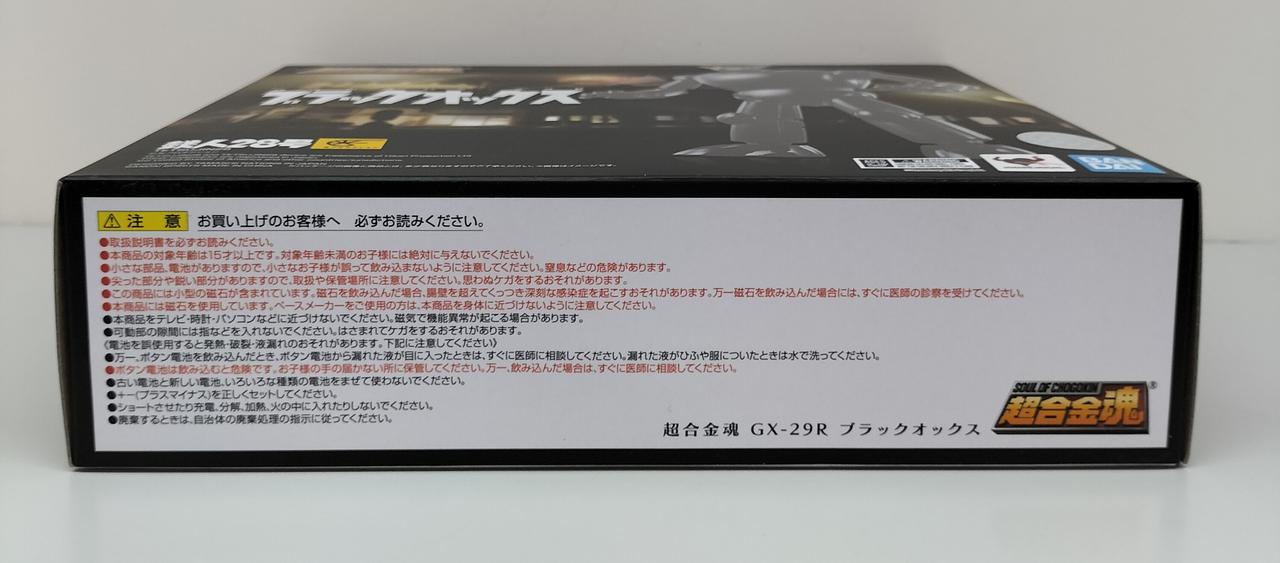 ブラックオックス
鉄人28号
BAN
DAI
注意 お買い上げのお客様へ 必ずお読みください。
●取扱説明書を必ずお読みください。
●本商品の対象年齢は15才以上です。対象年齢未満のお子様には絶対に与えないでください。
●小さな部品、電池がありますので、小さなお子様が誤って飲み込まないように注意してください。窒息などの危険があります。
●尖った部分や鋭い部分がありますので、取扱や保管場所に注意してください。思わぬケガをするおそれがあります。
●この商品には小型の磁石が含まれています。磁石を飲み込んだ場合、腸壁を超えてくっつき深刻な感染症を起こすおそれがあります。万一磁石を飲み込んだ場合には、すぐに医師の診察を受けてください。
●本商品には磁石を使用しています。ペースメーカーをご使用の方は、本商品を身体に近づけないように注意してください。
●本商品をテレビ・時計・パソコンなどに近づけないでください。磁気で機能異常が起こる場合があります。
●可動部の隙間には指などを入れないでください。はさまれてケガをするおそれがあります。
《電池を誤使用すると発熱・破裂・液漏れのおそれがあります。下記に注意してください》
●万一、ボタン電池を飲み込んだとき、ボタン電池から漏れた液が目に入ったときは、すぐに医師に相談してください。漏れた液がひふや服についたときは水で洗ってください。
●ボタン電池は飲み込むと危険です。お子様の手の届かない所に保管してください。万一、飲み込んだ場合は、すぐに医師に相談してください。
●古い電池と新しい電池、いろいろな種類の電池をまぜて使わないでください。
●+-(プラスマイナス)を正しくセットしてください。
●ショートさせたり充電、分解、加熱、火の中に入れたりしないでください。
●廃棄するときは、自治体の廃棄処理の指示に従ってください。
超合金魂 GX-29R ブラックオックス
SOUL OF CHOGOKIN
超合金魂®